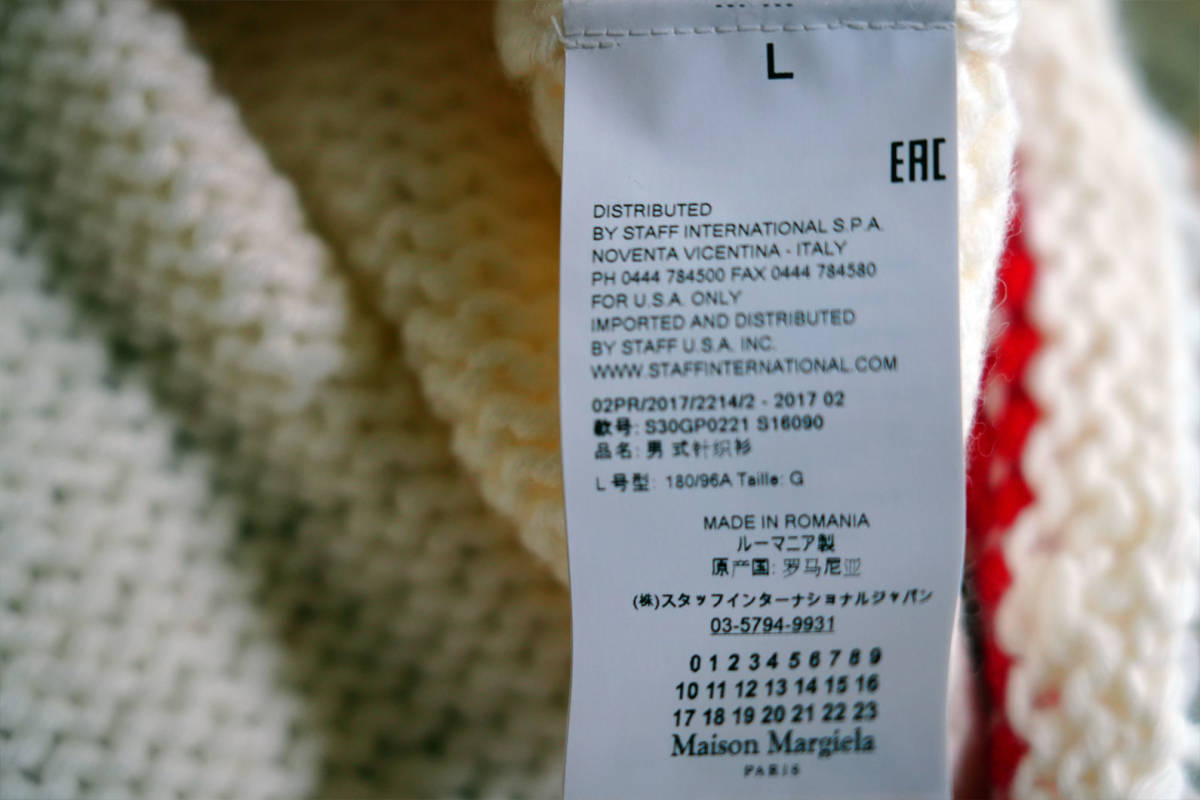 L
EAC
DISTRIBUTED
BY STAFF INTERNATIONAL S.P.A.
NOVENTA VICENTINA - ITALY
PH 0444 784500 FAX 0444 784580
FOR U.S.A. ONLY
IMPORTED AND DISTRIBUTED
BY STAFF U.S.A. INC.
WWW.STAFFINTERNATIONAL.COM
02PR/2017/2214/2 - 2017 02
款号: S30GP0221 S16090
品名: 男 式针织衫
L 号型: 180/96A Taille: G
MADE IN ROMANIA
ルーマニア製
原产国: 罗马尼亚
(株)スタッフインターナショナルジャパン
03-5794-9931
0 1 2 3 4 5 6 7 8 9
10 11 12 13 14 15 16
17 18 19 20 21 22 23
Maison Margiela
PARIS